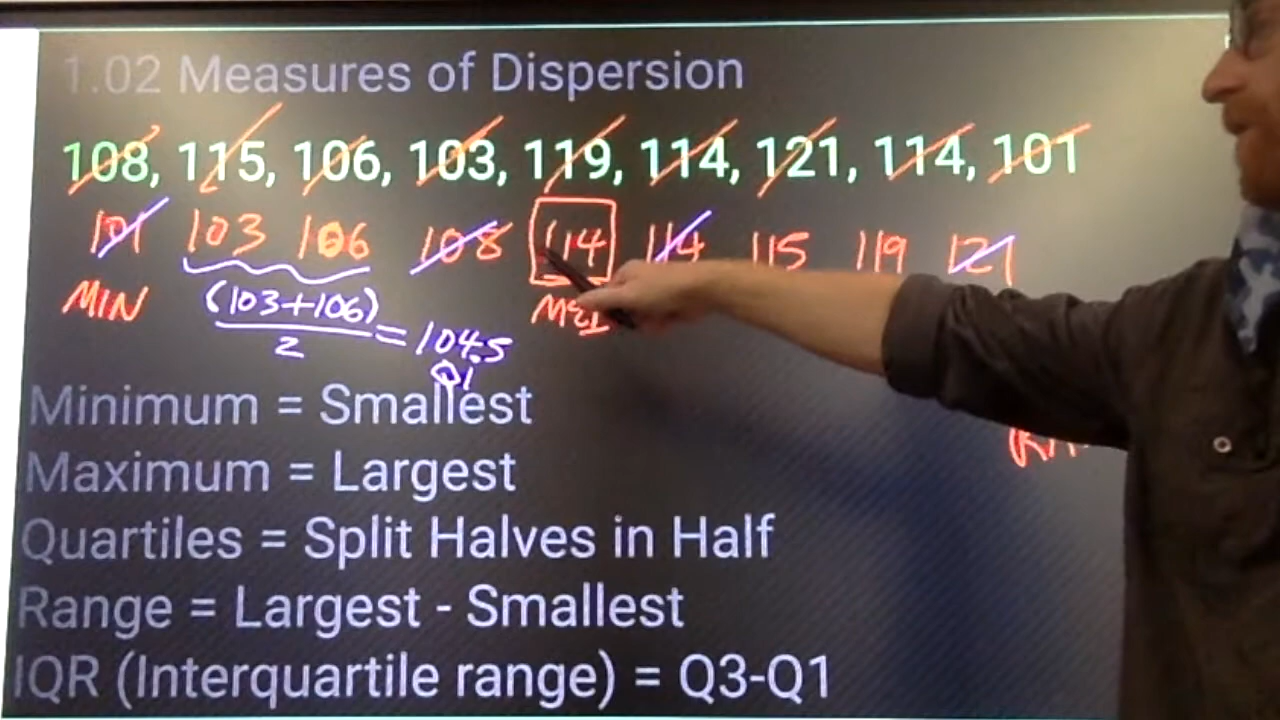 1.02 Measures of Dispersion
108, 115, 106, 103, 119, 114, 121, 114, 101
101 103 106 108 114 114 115 119 121
MIN (103+106) MED
2 = 104.5
Q1
Minimum = Smallest
Maximum = Largest
Quartiles = Split Halves in Half
Range = Largest - Smallest
IQR (Interquartile range) = Q3-Q1